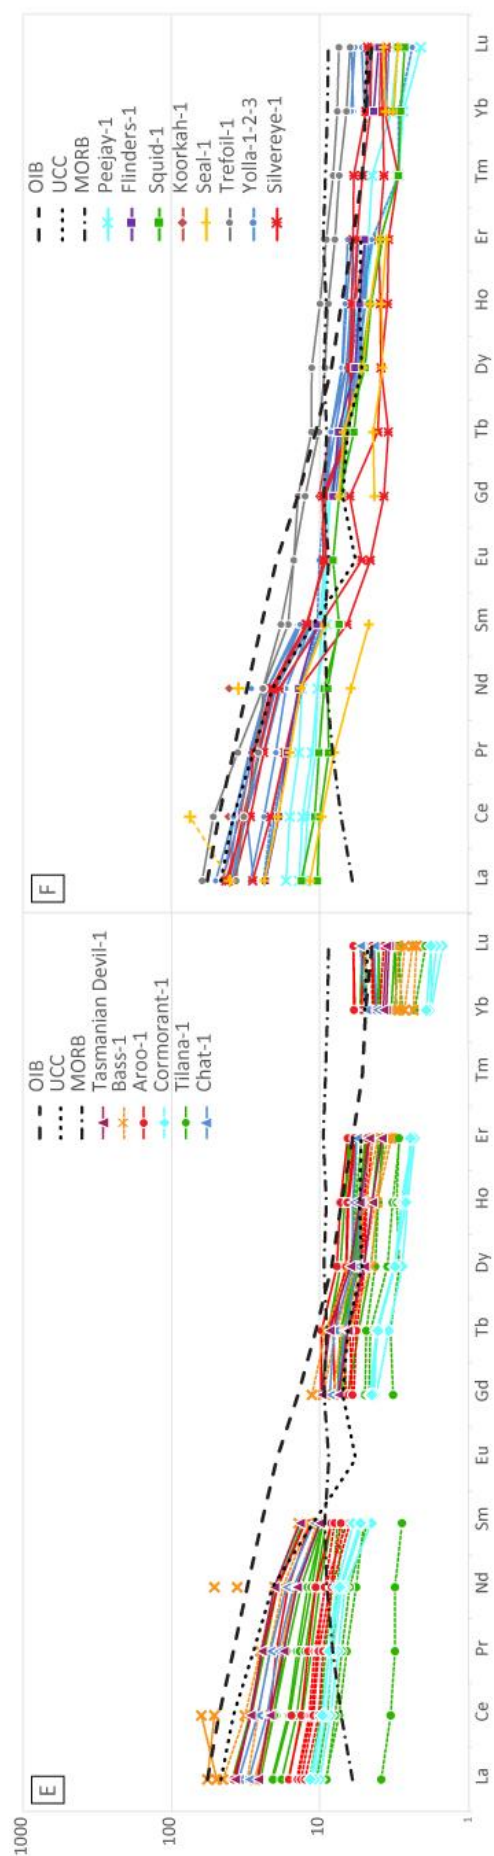 E
OIB
UCC
MORB
Tasmanian Devil-1
Bass-1
Aroo-1
Cormorant-1
Tilana-1
Chat-1
1000
100
10
1
La Ce Pr Nd Sm Eu Gd Tb Dy Ho Er Tm Yb Lu
F
OIB
UCC
MORB
Peejay-1
Flinders-1
Squid-1
Koorkah-1
Seal-1
Trefoil-1
Yolla-1-2-3
Silvereye-1
La Ce Pr Nd Sm Eu Gd Tb Dy Ho Er Tm Yb Lu